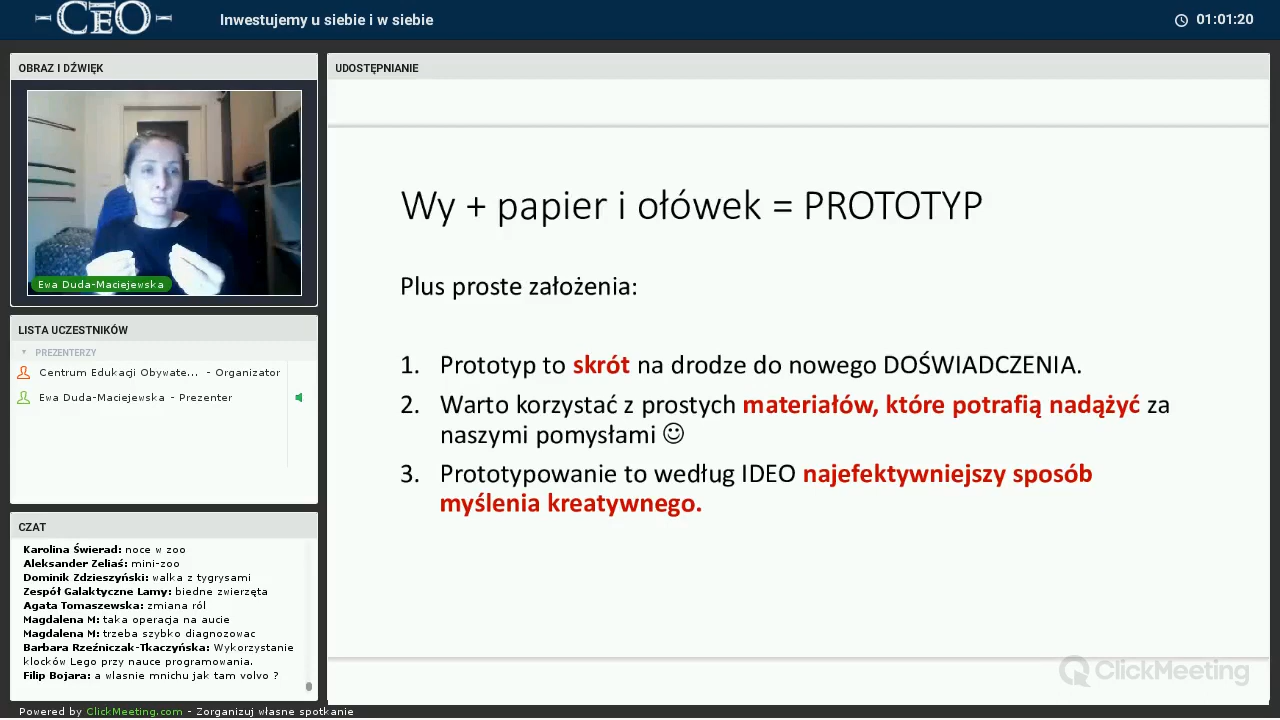 CEO
Inwestujemy u siebie i w siebie
01:01:20
OBRAZ I DŹWIĘK
Ewa Duda-Maciejewska
LISTA UCZESTNIKÓW
PREZENTERZY
Centrum Edukacji Obywate... - Organizator
Ewa Duda-Maciejewska - Prezenter
CZAT
Karolina Świerad: noce w zoo
Aleksander Zeliaś: mini-zoo
Dominik Zdzieszyński: walka z tygrysami
Zespół Galaktyczne Lamy: biedne zwierzęta
Agata Tomaszewska: zmiana ról
Magdalena M: taka operacja na aucie
Magdalena M: trzeba szybko diagnozowac
Barbara Rzeźniczak-Tkaczyńska: Wykorzystanie
klocków Lego przy nauce programowania.
Filip Bojara: a wlasnie mnichu jak tam volvo ?
UDOSTĘPNIANIE
Wy + papier i ołówek = PROTOTYP
Plus proste założenia:
1. Prototyp to skrót na drodze do nowego DOŚWIADCZENIA.
2. Warto korzystać z prostych materiałów, które potrafią nadążyć za
naszymi pomysłami ☺
3. Prototypowanie to według IDEO najefektywniejszy sposób
myślenia kreatywnego.
ClickMeeting
Powered by ClickMeeting.com - Zorganizuj własne spotkanie